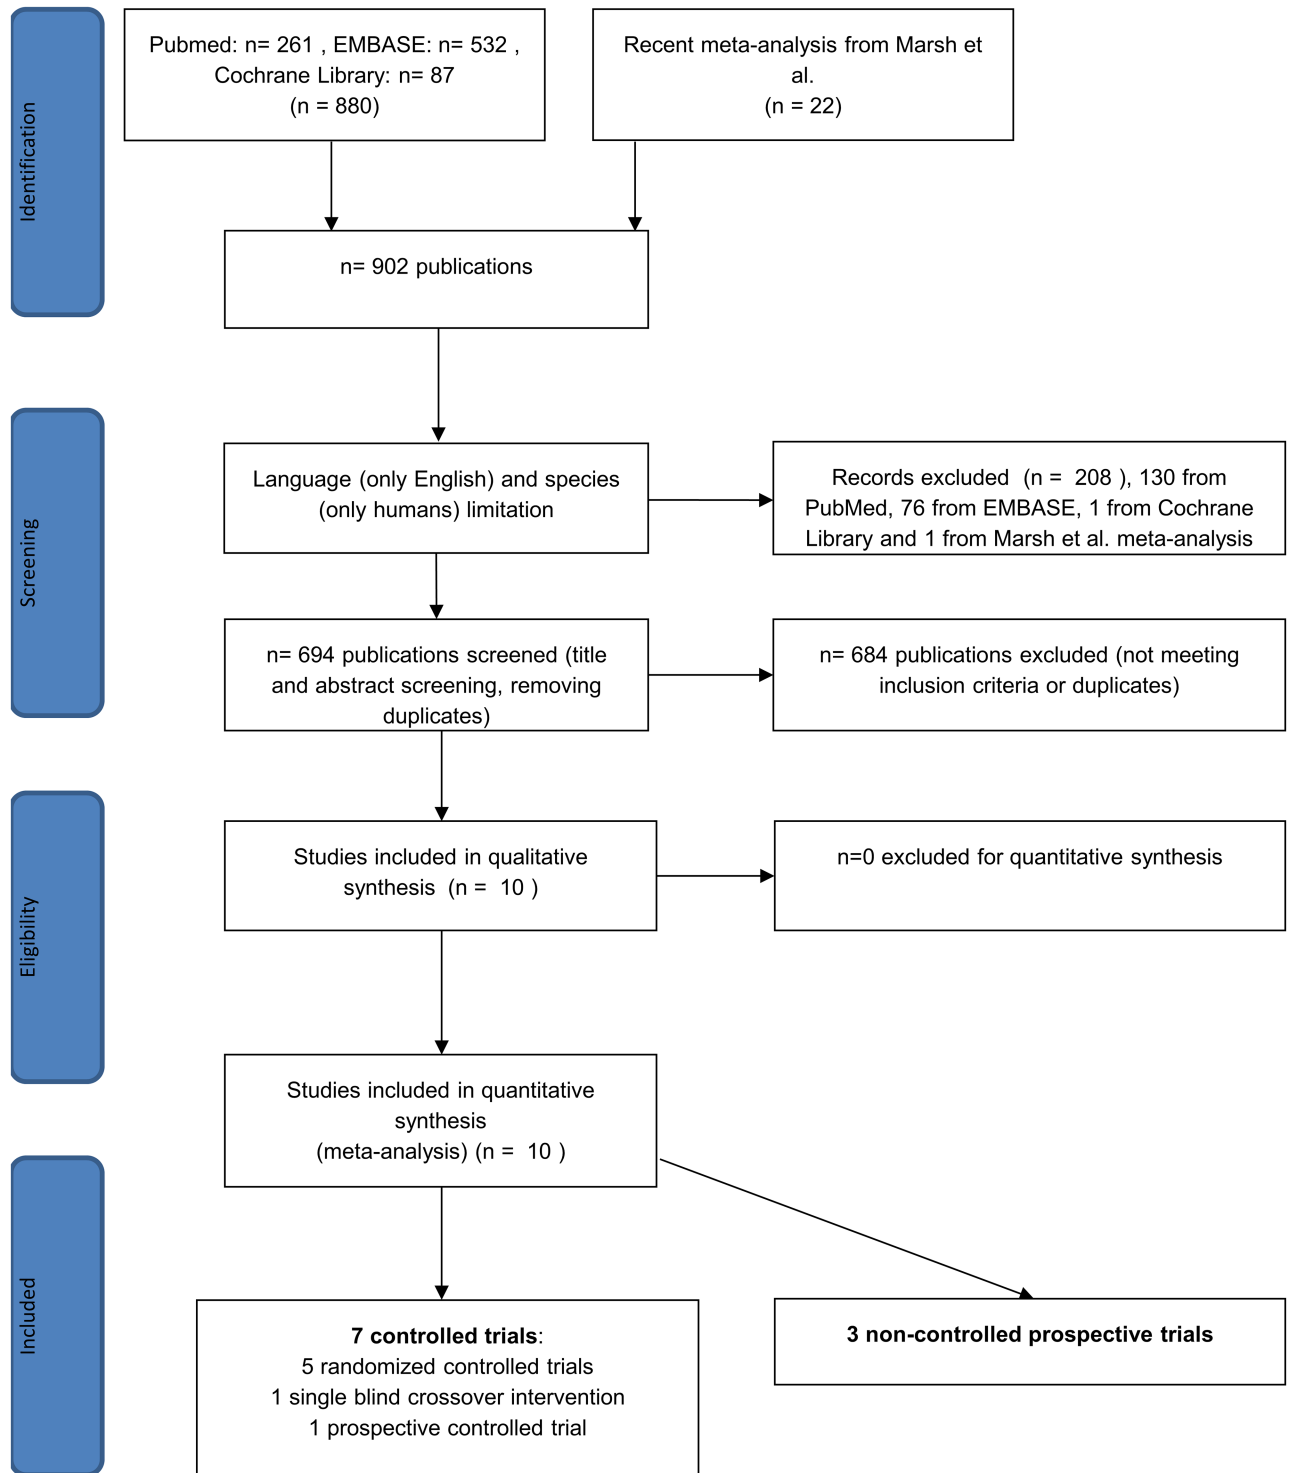 Identification
Pubmed: n= 261 , EMBASE: n= 532 ,
Cochrane Library: n= 87
(n = 880)
Recent meta-analysis from Marsh et
al.
(n = 22)
n= 902 publications
Screening
Language (only English) and species
(only humans) limitation
Records excluded (n = 208 ), 130 from
PubMed, 76 from EMBASE, 1 from Cochrane
Library and 1 from Marsh et al. meta-analysis
n= 694 publications screened (title
and abstract screening, removing
duplicates)
n= 684 publications excluded (not meeting
inclusion criteria or duplicates)
Eligibility
Studies included in qualitative
synthesis (n = 10 )
n=0 excluded for quantitative synthesis
Studies included in quantitative
synthesis
(meta-analysis) (n = 10 )
Included
7 controlled trials:
5 randomized controlled trials
1 single blind crossover intervention
1 prospective controlled trial
3 non-controlled prospective trials